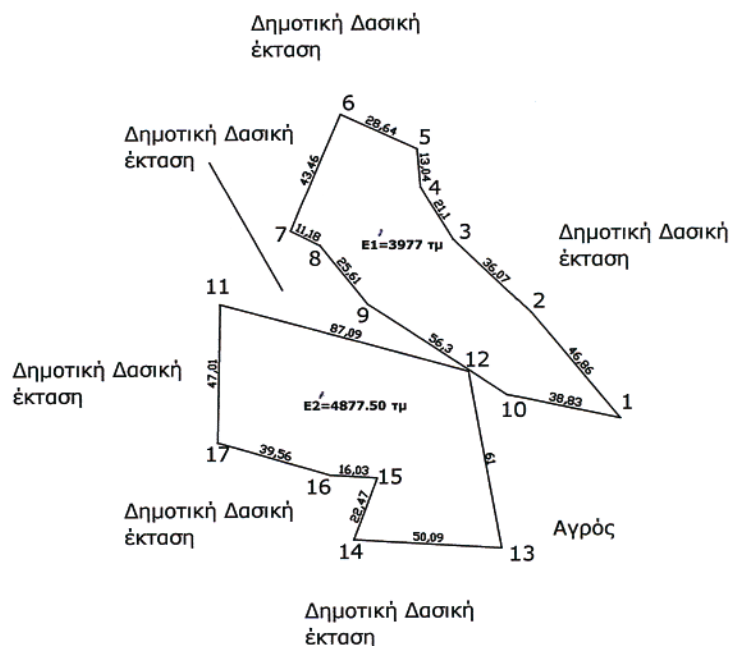 Δημοτική Δασική
έκταση
6
28,64
5
Δημοτική Δασική
έκταση
43,46
13,04
4
21,1
7
11,18
8
Ε1=3977 τμ
3
Δημοτική Δασική
έκταση
25,61
36,07
11
9
2
87,09
56,3
12
46,86
Δημοτική Δασική
έκταση
47,01
Ε2=4877.50 τμ
10
38,83
1
17
39,56
16
16,03
15
61
Δημοτική Δασική
έκταση
22,47
14
50,09
13
Αγρός
Δημοτική Δασική
έκταση